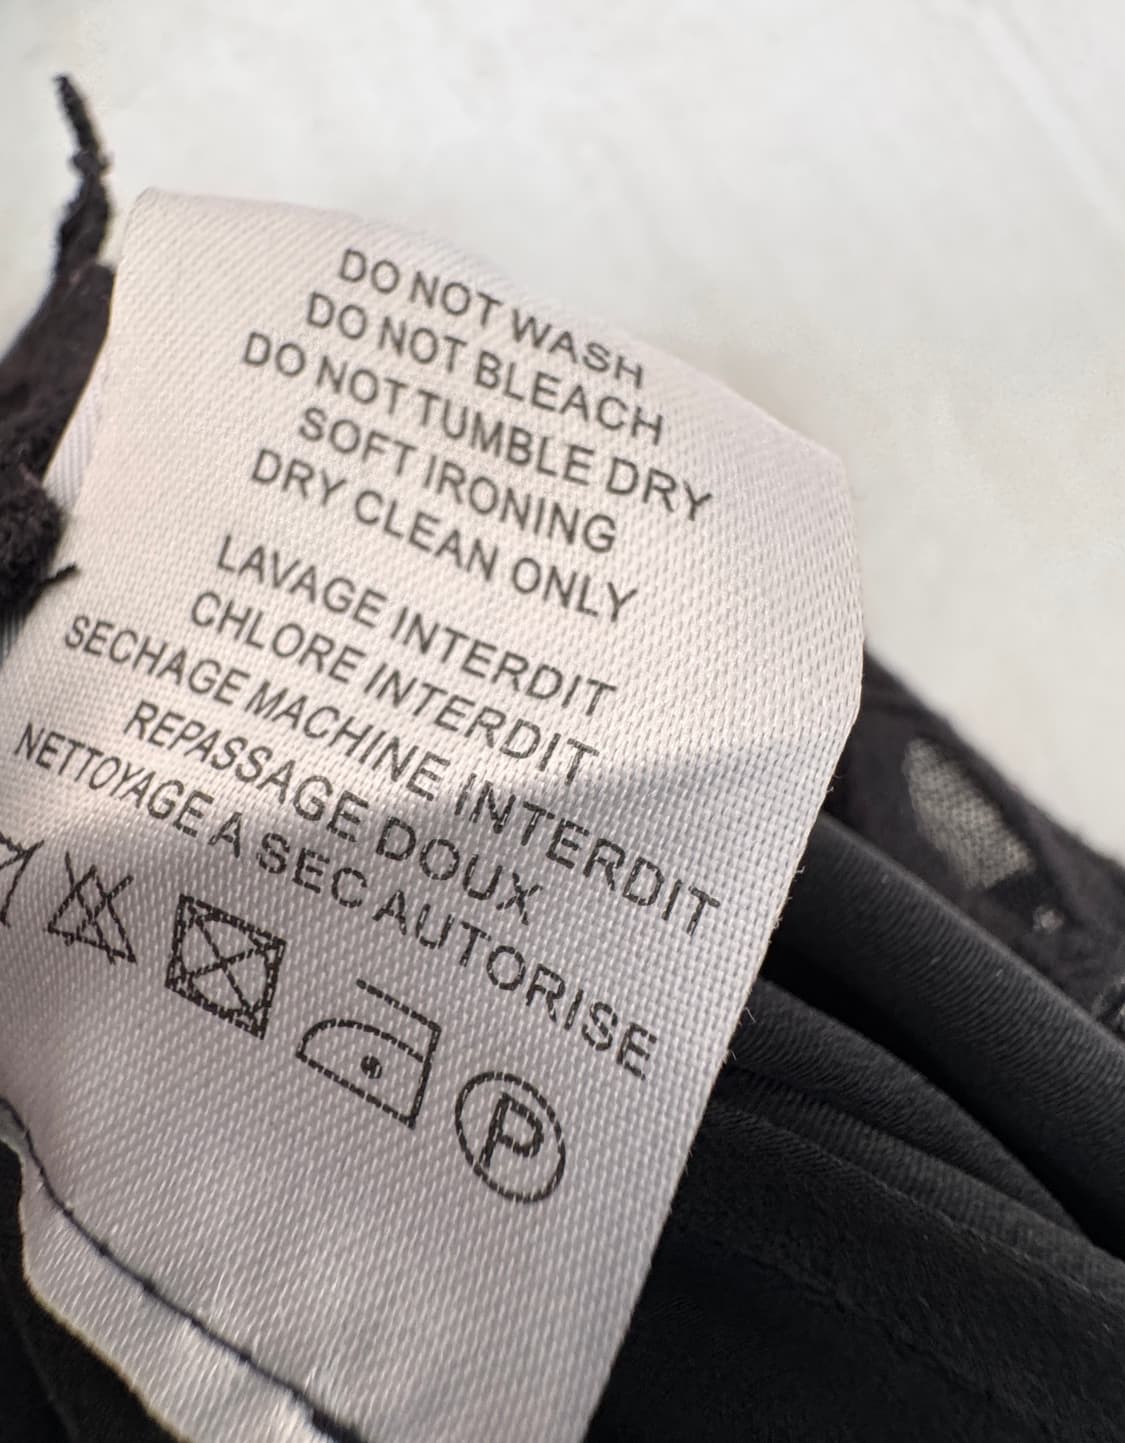 DO NOT WASH
DO NOT BLEACH
DO NOT TUMBLE DRY
SOFT IRONING
DRY CLEAN ONLY
LAVAGE INTERDIT
CHLORE INTERDIT
SECHAGE MACHINE INTERDIT
REPASSAGE DOUX
NETTOYAGE A SEC AUTORISE
P